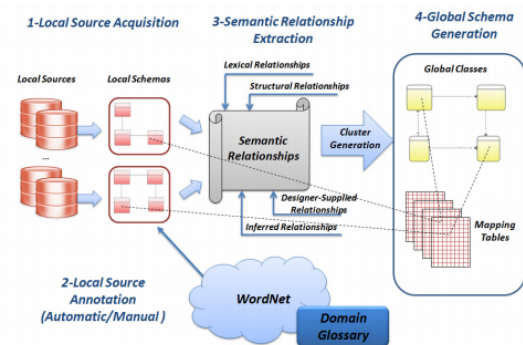 1-Local Source Acquisition
3-Semantic Relationship
Extraction
4-Global Schema
Generation
Local Sources
Local Schemas
Lexical Relationships
Structural Relationships
Global Classes
...
Semantic
Relationships
Cluster
Generation
Designer-Supplied
Relationships
Inferred Relationships
Mapping
Tables
2-Local Source
Annotation
(Automatic/Manual )
WordNet
Domain
Glossary